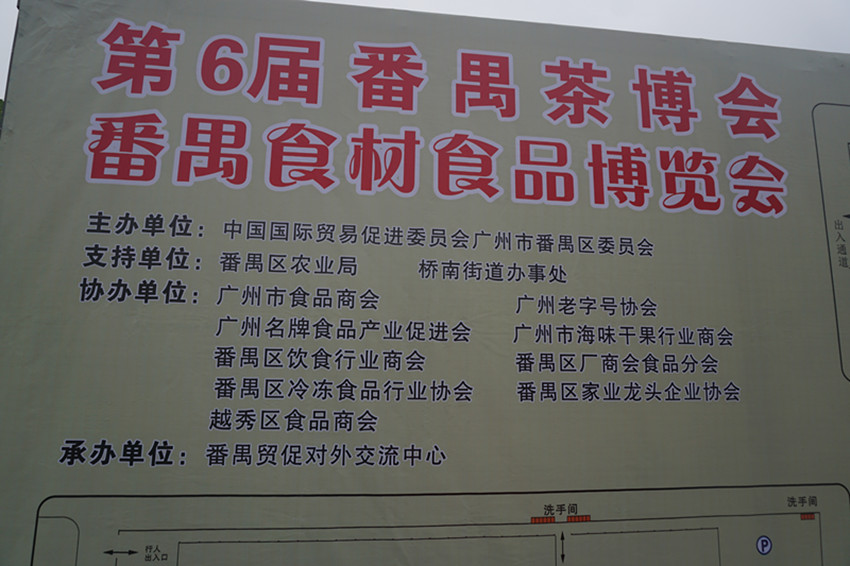 第6届番禺茶博会
番禺食材食品博览会
主办单位：中国国际贸易促进委员会广州市番禺区委员会
支持单位：番禺区农业局 桥南街道办事处
协办单位：广州市食品商会 广州老字号协会
广州名牌食品产业促进会 广州市海味干果行业商会
番禺区饮食行业商会 番禺区厂商会食品分会
番禺区冷冻食品行业协会 番禺区家业龙头企业协会
越秀区食品商会
承办单位：番禺贸促对外交流中心
出入通道
洗手间
洗手间
行人
出入口
P